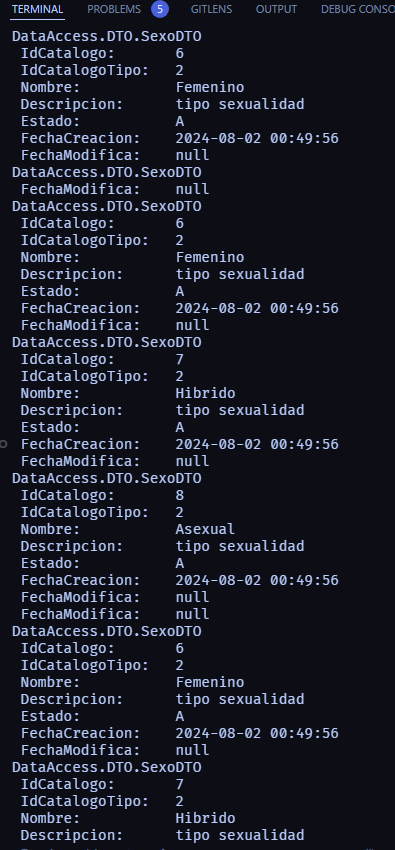 TERMINAL PROBLEMS 5 GITLENS OUTPUT DEBUG CONSO
DataAccess.DTO.SexoDTO
IdCatalogo: 6
IdCatalogoTipo: 2
Nombre: Femenino
Descripcion: tipo sexualidad
Estado: A
FechaCreacion: 2024-08-02 00:49:56
FechaModifica: null
DataAccess.DTO.SexoDTO
FechaModifica: null
DataAccess.DTO.SexoDTO
IdCatalogo: 6
IdCatalogoTipo: 2
Nombre: Femenino
Descripcion: tipo sexualidad
Estado: A
FechaCreacion: 2024-08-02 00:49:56
FechaModifica: null
DataAccess.DTO.SexoDTO
IdCatalogo: 7
IdCatalogoTipo: 2
Nombre: Hibrido
Descripcion: tipo sexualidad
Estado: A
FechaCreacion: 2024-08-02 00:49:56
FechaModifica: null
DataAccess.DTO.SexoDTO
IdCatalogo: 8
IdCatalogoTipo: 2
Nombre: Asexual
Descripcion: tipo sexualidad
Estado: A
FechaCreacion: 2024-08-02 00:49:56
FechaModifica: null
FechaModifica: null
DataAccess.DTO.SexoDTO
IdCatalogo: 6
IdCatalogoTipo: 2
Nombre: Femenino
Descripcion: tipo sexualidad
Estado: A
FechaCreacion: 2024-08-02 00:49:56
FechaModifica: null
DataAccess.DTO.SexoDTO
IdCatalogo: 7
IdCatalogoTipo: 2
Nombre: Hibrido
Descripcion: tipo sexualidad